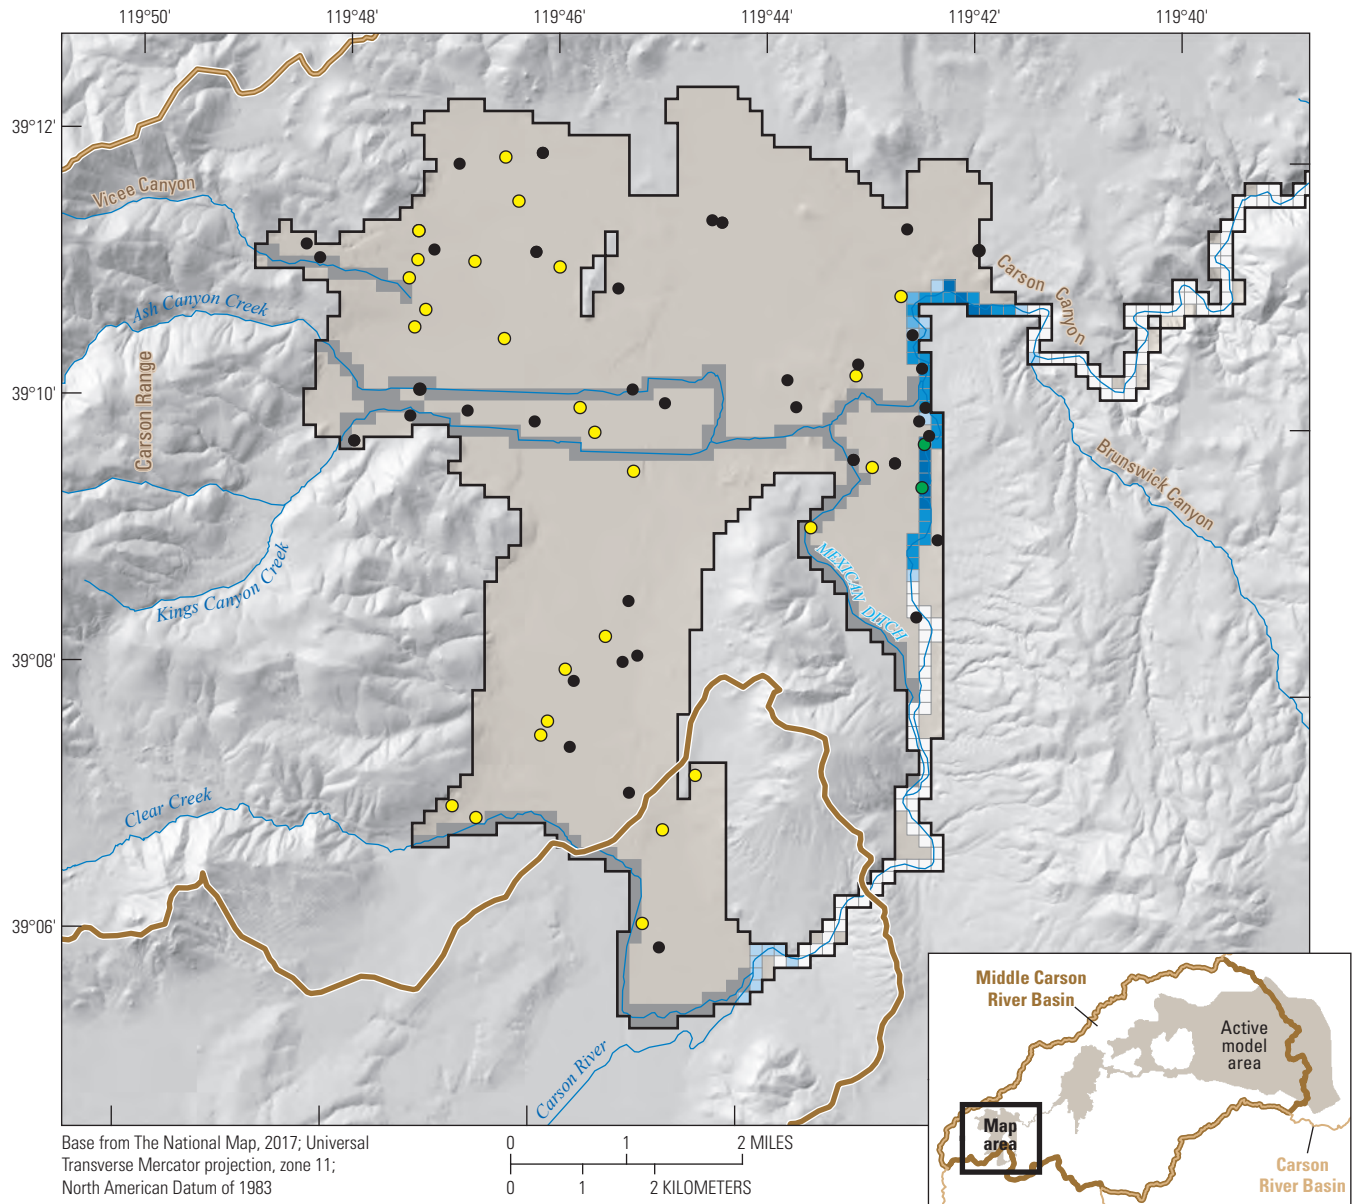 119°50' 119°48' 119°46' 119°44' 119°42' 119°40'
39°12'
39°10'
39°08'
39°06'
Vicee Canyon
Ash Canyon Creek
Carson Range
Kings Canyon Creek
Clear Creek
Carson Canyon
Brunswick Canyon
MEXICAN DITCH
Carson River
Middle Carson
River Basin
Active
model
area
Map
area
Carson
River Basin
Base from The National Map, 2017; Universal
Transverse Mercator projection, zone 11;
North American Datum of 1983
0 1 2 MILES
0 1 2 KILOMETERS